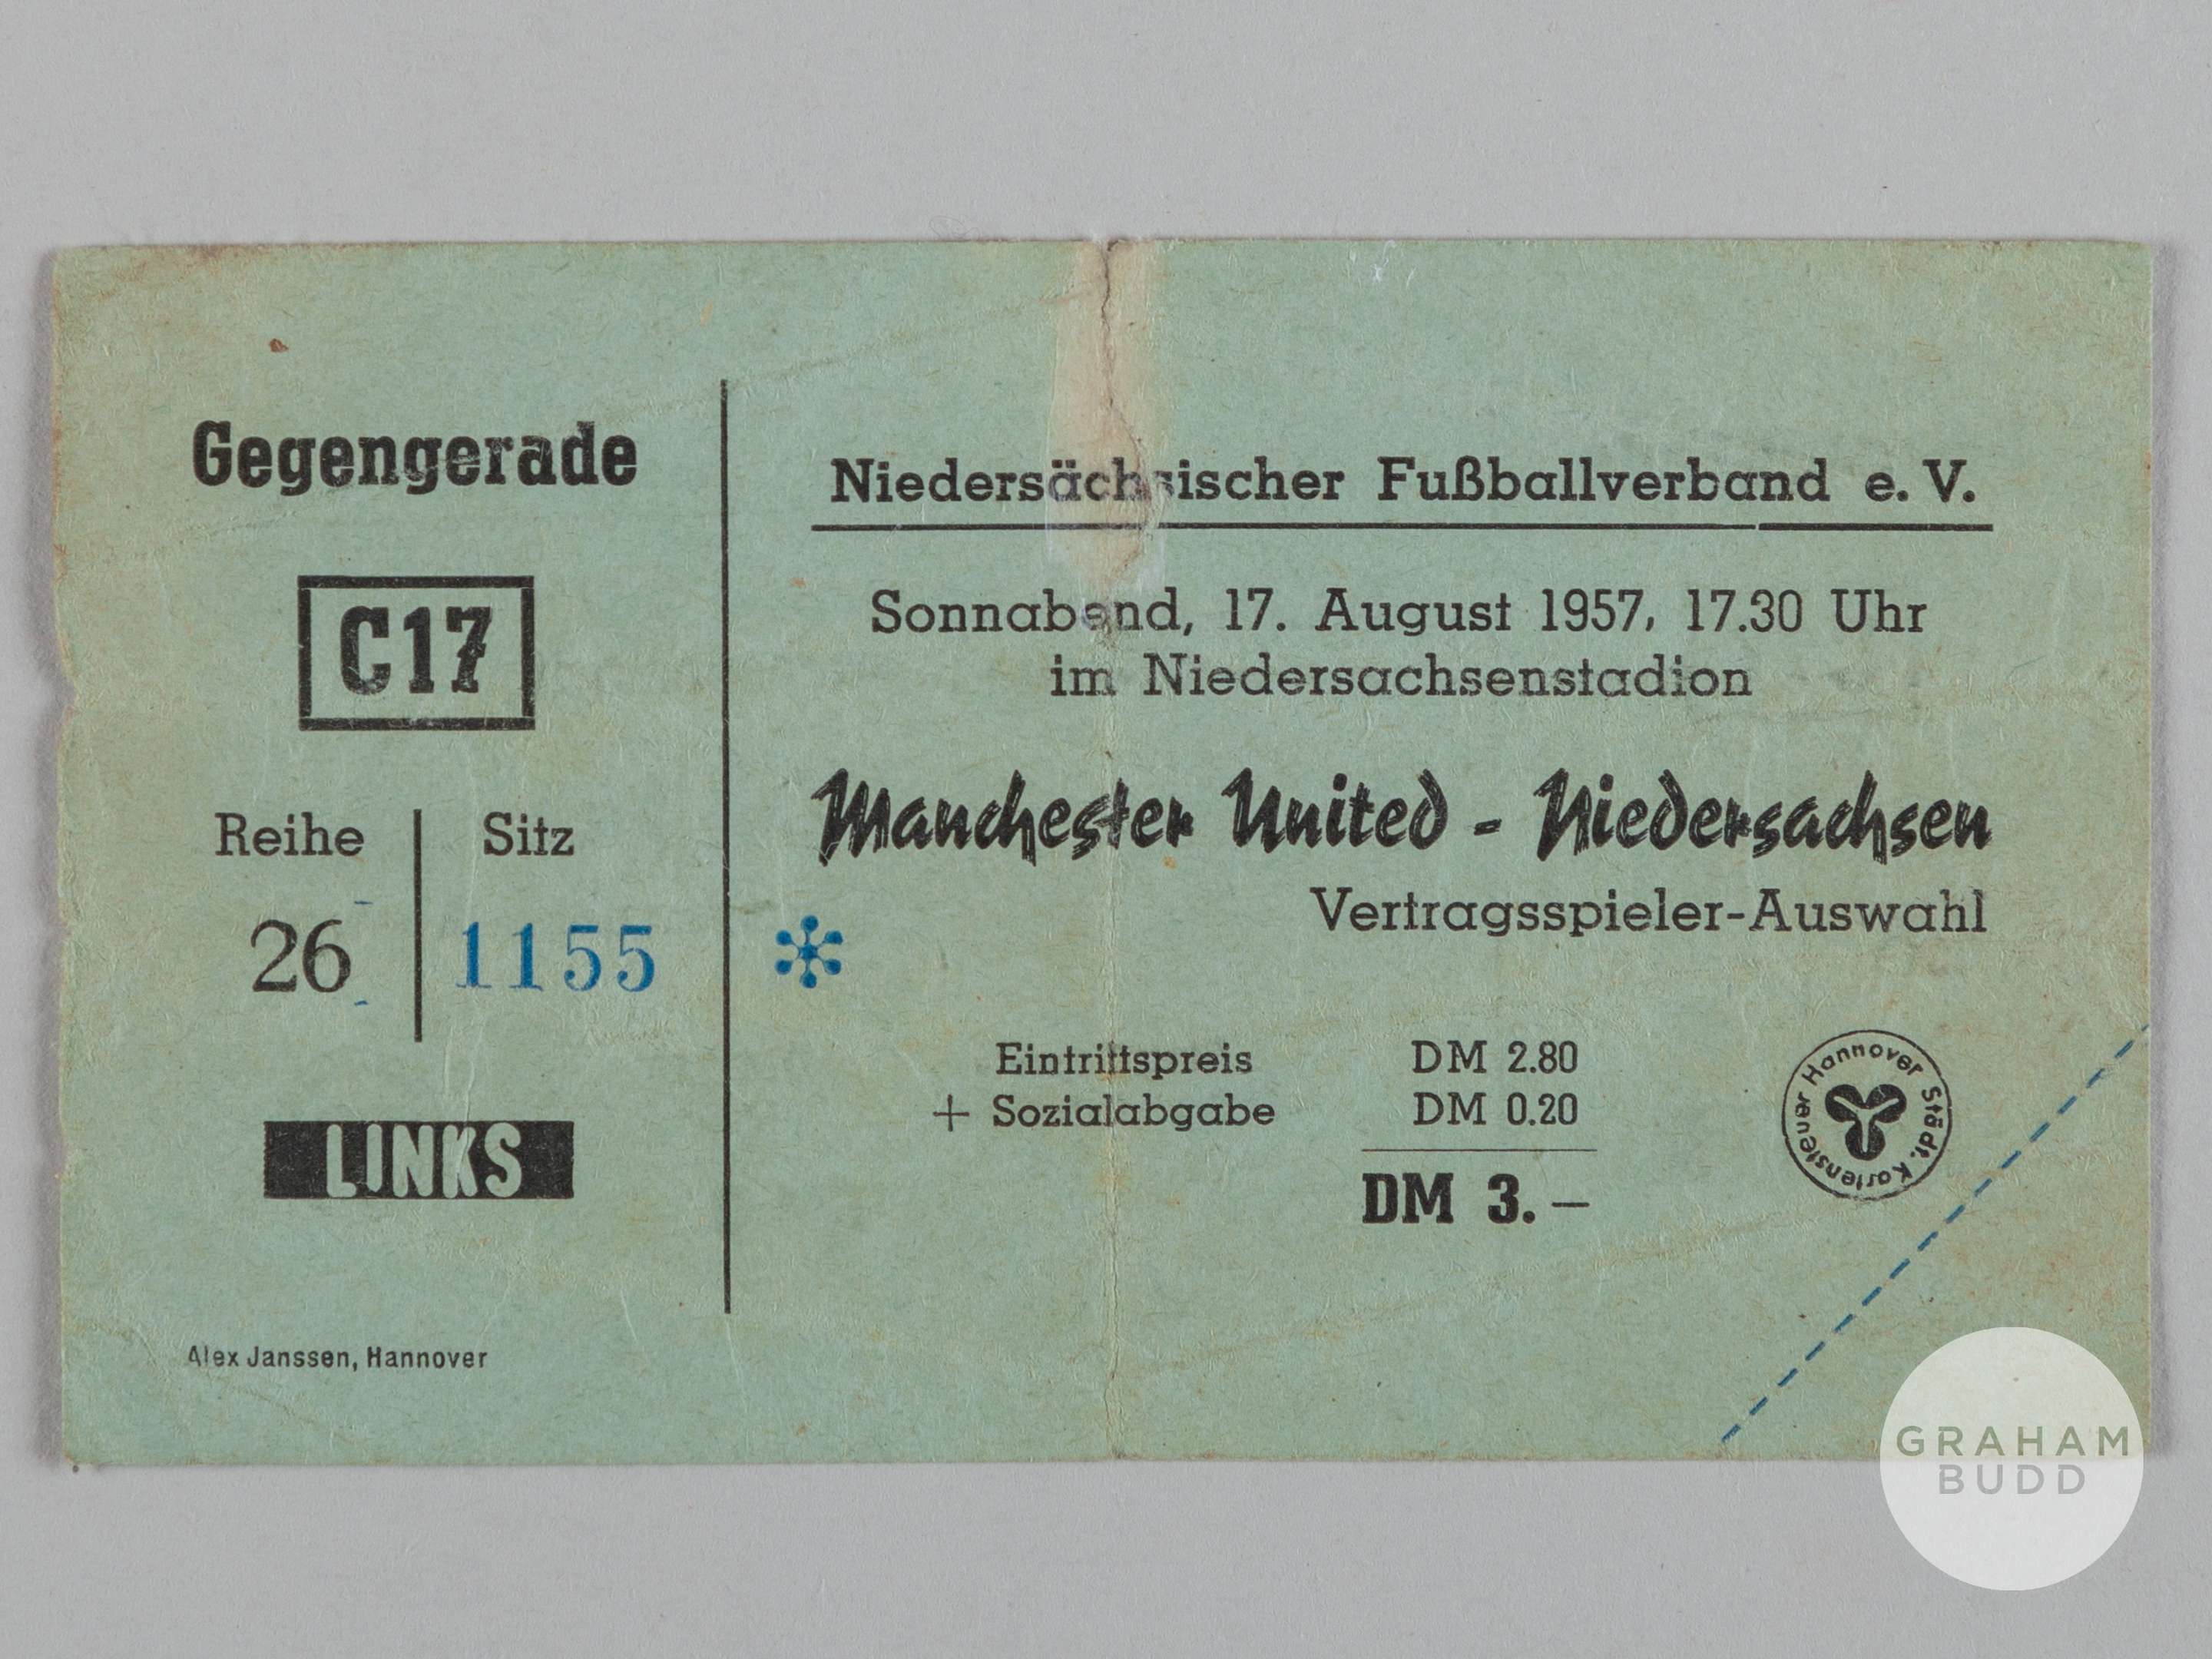 Gegengerade
C17
Reihe
Sitz
26
1155
LINKS
Alex Janssen, Hannover
Niedersächsischer Fußballverband e. V.
Sonnabend, 17. August 1957, 17.30 Uhr
im Niedersachsenstadion
Manchester United - Niedersachsen
Vertragsspieler-Auswahl
*
Eintrittspreis DM 2.80
+ Sozialabgabe DM 0.20
DM 3.–
Hannover Städt. Kartensteuer
GRAHAM
BUDD